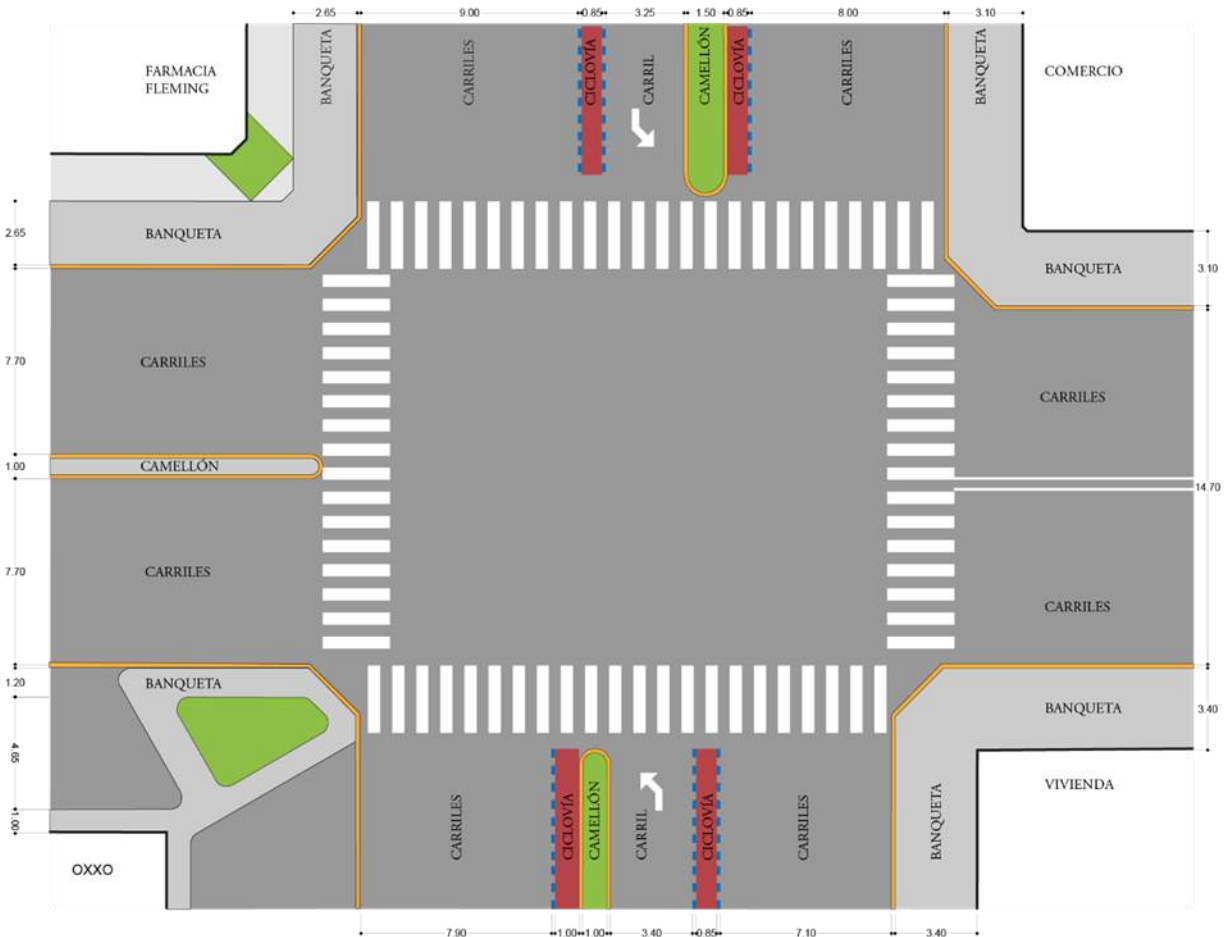 2.65
9.00
0.85
3.25
1.50
0.85
8.00
3.10
FARMACIA
FLEMING
BANQUETA
CARRILES
CICLOVÍA
CARRIL
CAMELLÓN
CICLOVÍA
CARRILES
BANQUETA
COMERCIO
2.65
BANQUETA
BANQUETA
3.10
7.70
CARRILES
CARRILES
1.00
CAMELLÓN
14.70
7.70
CARRILES
CARRILES
1.20
BANQUETA
BANQUETA
3.40
4.65
1.00
OXXO
CARRILES
CICLOVÍA
CAMELLÓN
CARRIL
CICLOVÍA
CARRILES
BANQUETA
VIVIENDA
7.90
1.00
1.00
3.40
0.85
7.10
3.40